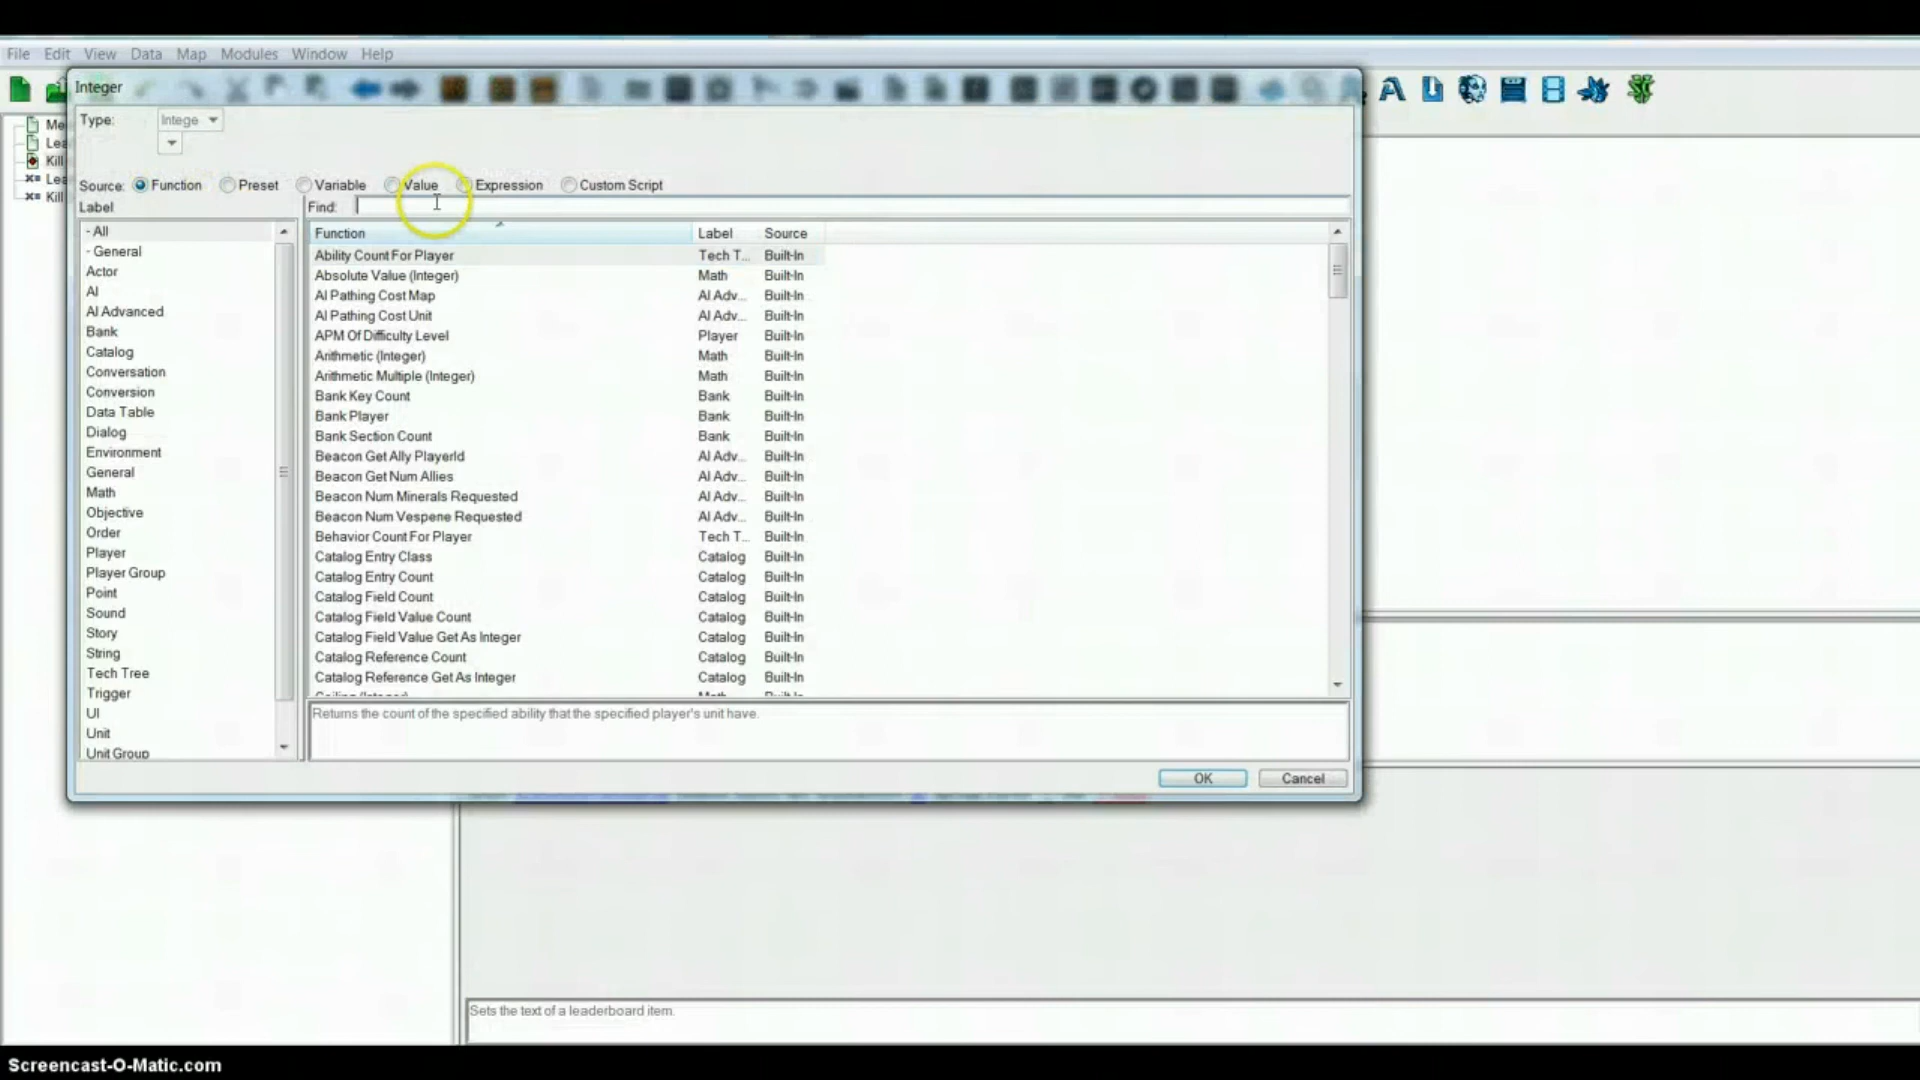 File Edit View Data Map Modules Window Help
Integer
Type: Intege
Me
Lea
Kill
Lea
Kill
Source: Function Preset Variable Value Expression Custom Script
Label
Find:
- All
- General
Actor
AI
AI Advanced
Bank
Catalog
Conversation
Conversion
Data Table
Dialog
Environment
General
Math
Objective
Order
Player
Player Group
Point
Sound
Story
String
Tech Tree
Trigger
UI
Unit
Unit Group
Function Label Source
Ability Count For Player Tech T... Built-In
Absolute Value (Integer) Math Built-In
AI Pathing Cost Map AI Adv... Built-In
AI Pathing Cost Unit AI Adv... Built-In
APM Of Difficulty Level Player Built-In
Arithmetic (Integer) Math Built-In
Arithmetic Multiple (Integer) Math Built-In
Bank Key Count Bank Built-In
Bank Player Bank Built-In
Bank Section Count Bank Built-In
Beacon Get Ally PlayerId AI Adv... Built-In
Beacon Get Num Allies AI Adv... Built-In
Beacon Num Minerals Requested AI Adv... Built-In
Beacon Num Vespene Requested AI Adv... Built-In
Behavior Count For Player Tech T... Built-In
Catalog Entry Class Catalog Built-In
Catalog Entry Count Catalog Built-In
Catalog Field Count Catalog Built-In
Catalog Field Value Count Catalog Built-In
Catalog Field Value Get As Integer Catalog Built-In
Catalog Reference Count Catalog Built-In
Catalog Reference Get As Integer Catalog Built-In
Ceiling (Integer) Math Built-In
Returns the count of the specified ability that the specified player's unit have.
OK Cancel
Sets the text of a leaderboard item.
Screencast-O-Matic.com